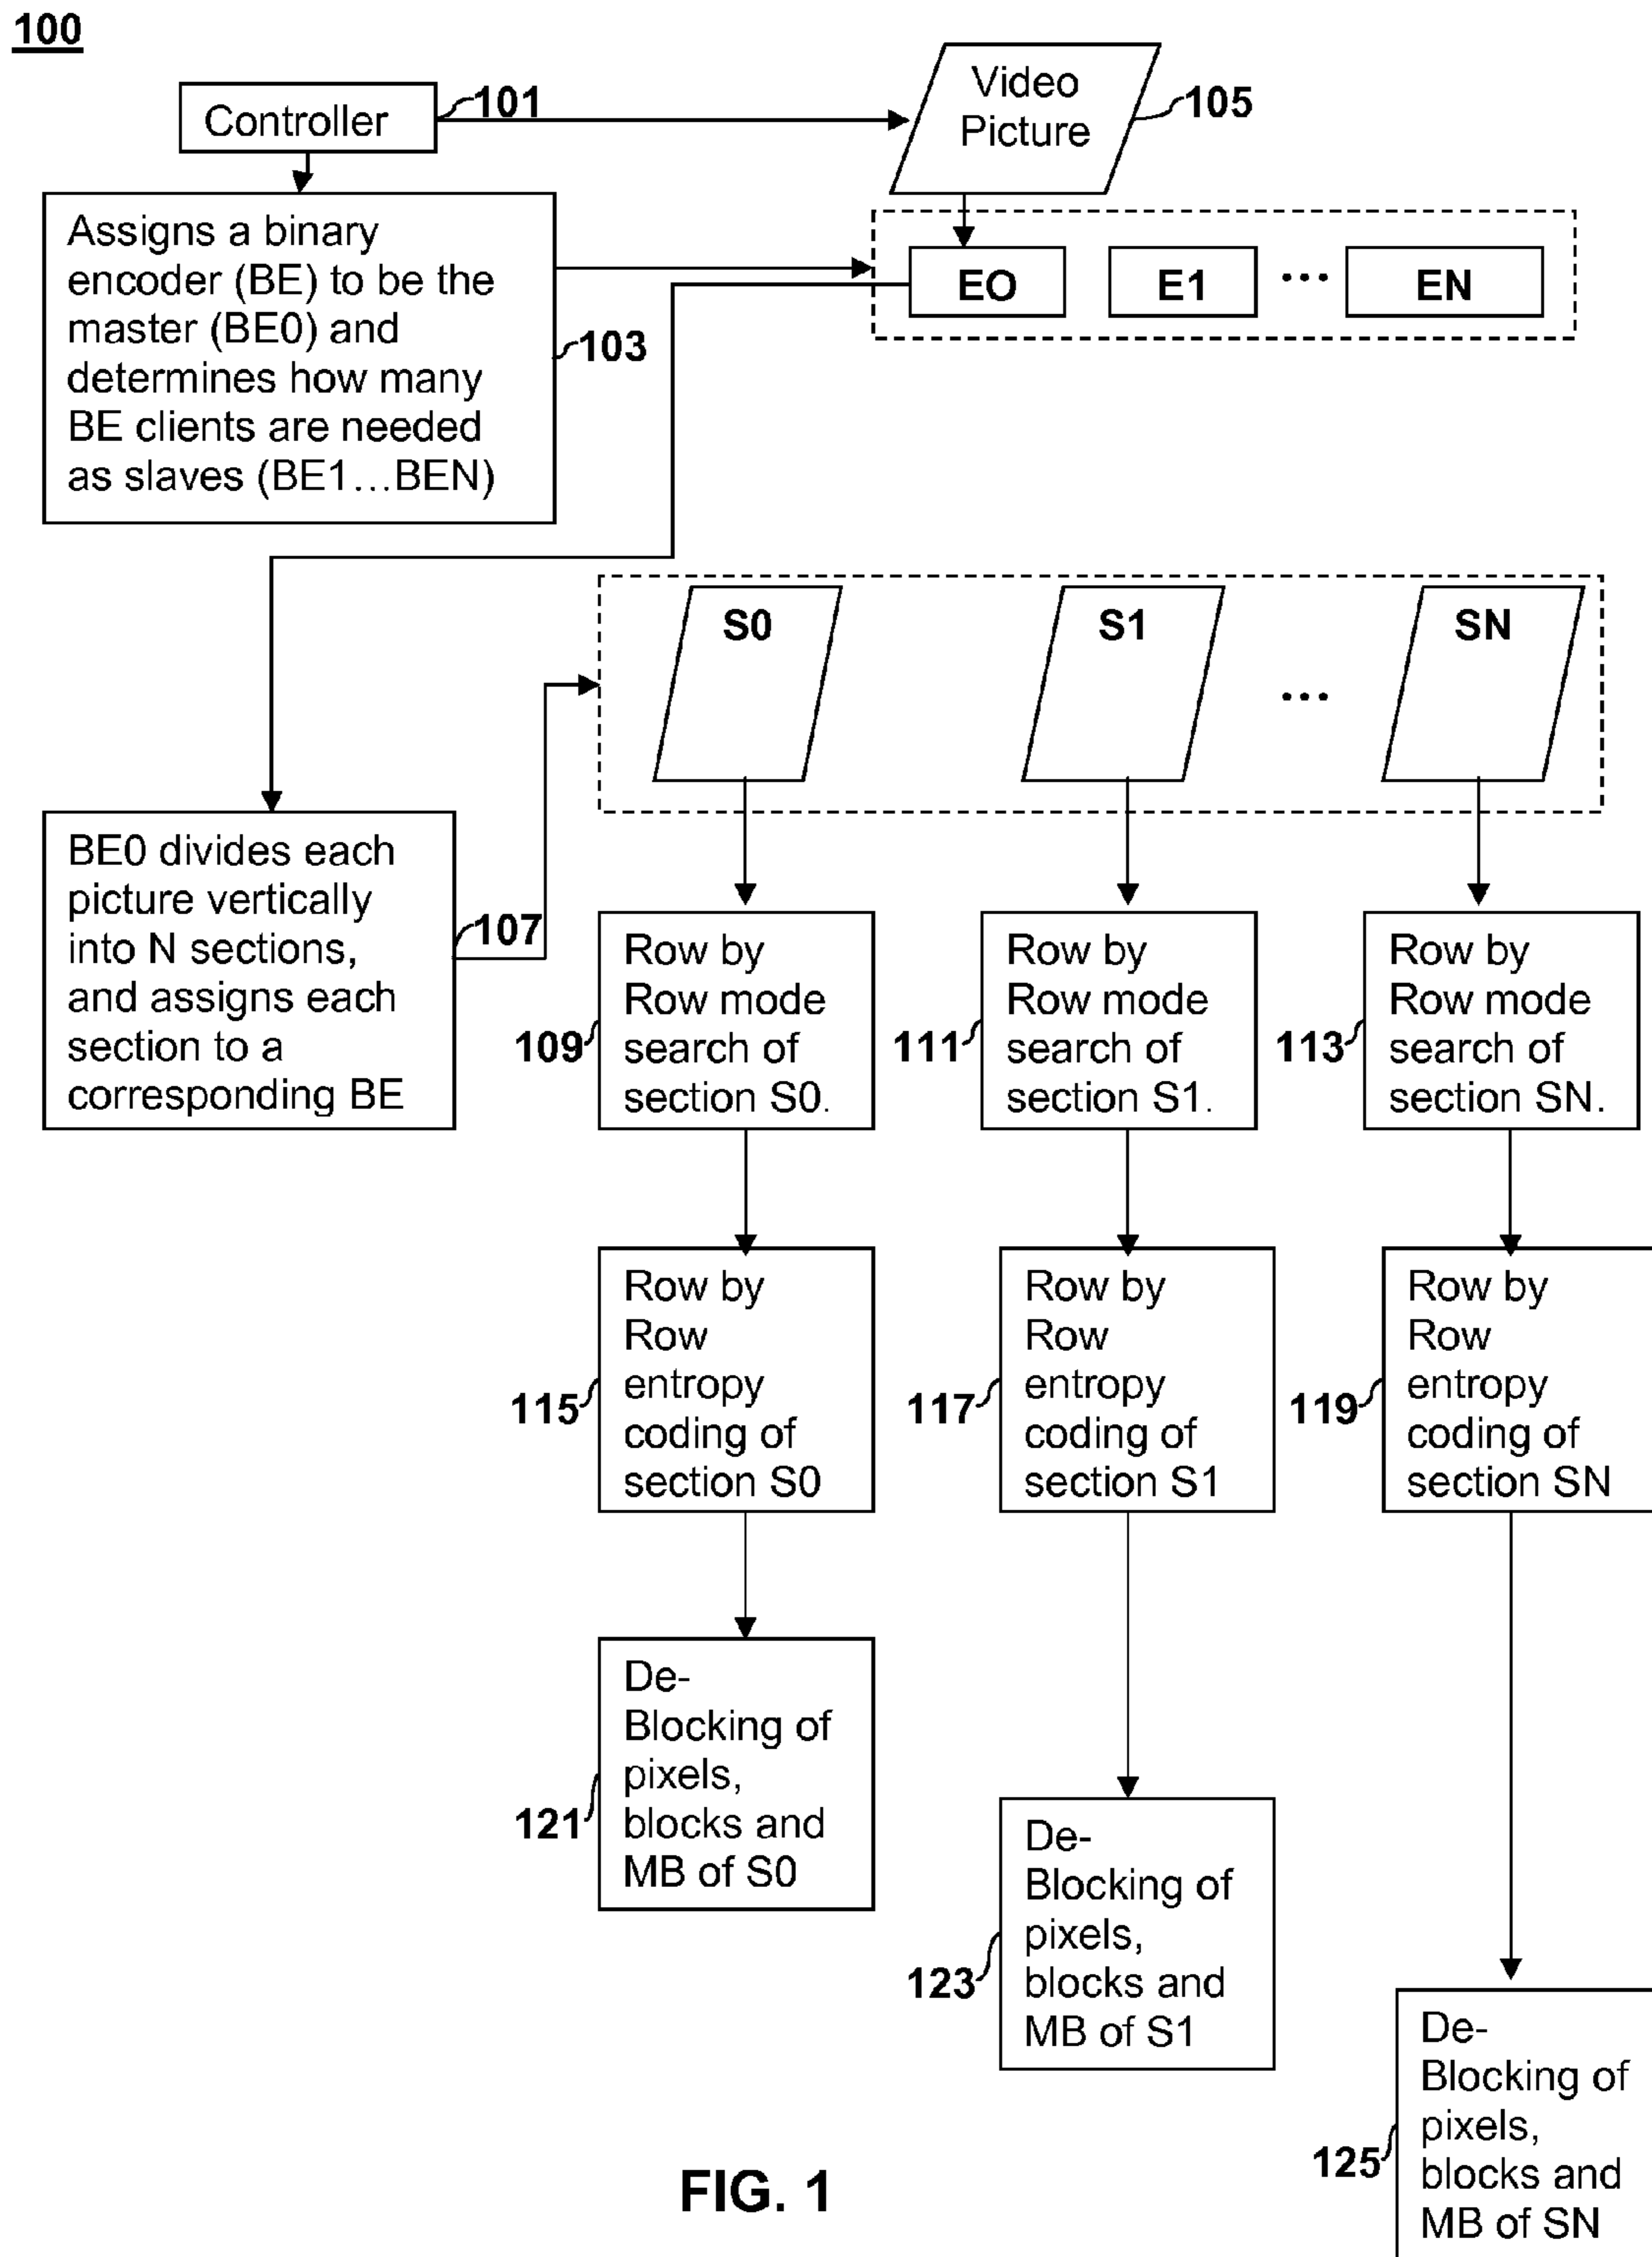 100
Controller
101
Video
Picture
105
Assigns a binary
encoder (BE) to be the
master (BE0) and
determines how many
BE clients are needed
as slaves (BE1...BEN)
103
EO
E1
...
EN
S0
S1
...
SN
BE0 divides each
picture vertically
into N sections,
and assigns each
section to a
corresponding BE
107
Row by
Row mode
search of
section S0.
109
Row by
Row mode
search of
section S1.
111
Row by
Row mode
search of
section SN.
113
Row by
Row
entropy
coding of
section S0
115
Row by
Row
entropy
coding of
section S1
117
Row by
Row
entropy
coding of
section SN
119
De-
Blocking of
pixels,
blocks and
MB of S0
121
De-
Blocking of
pixels,
blocks and
MB of S1
123
De-
Blocking of
pixels,
blocks and
MB of SN
125
FIG. 1